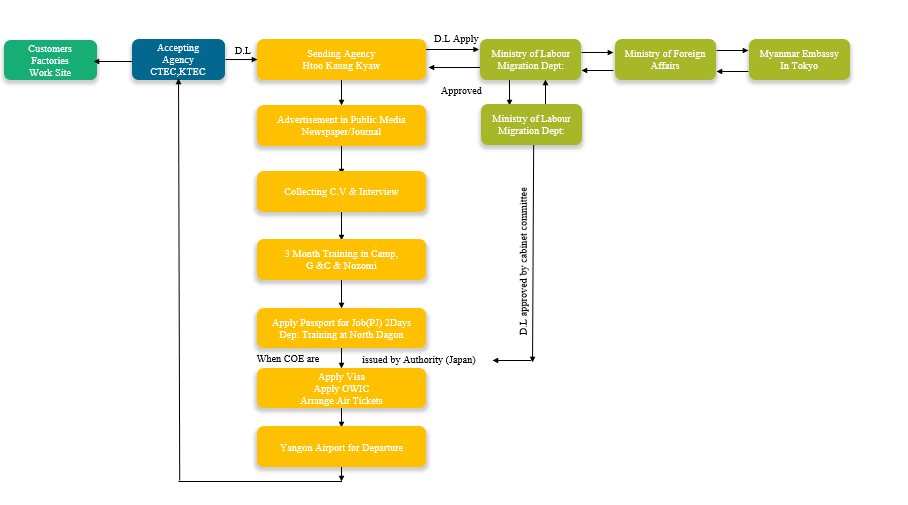 Customers
Factories
Work Site
Accepting
Agency
CTEC,KTEC
D.L
Sending Agency
Htoo Kaung Kyaw
D.L Apply
Approved
Ministry of Labour
Migration Dept:
Ministry of Foreign
Affairs
Myanmar Embassy
In Tokyo
Advertisement in Public Media
Newspaper/Journal
Ministry of Labour
Migration Dept:
Collecting C.V & Interview
D.L approved by cabinet committee
3 Month Training in Camp,
G &C & Nozomi
Apply Passport for Job(PJ) 2Days
Dep: Training at North Dagon
When COE are issued by Authority (Japan)
Apply Visa
Apply OWIC
Arrange Air Tickets
Yangon Airport for Departure